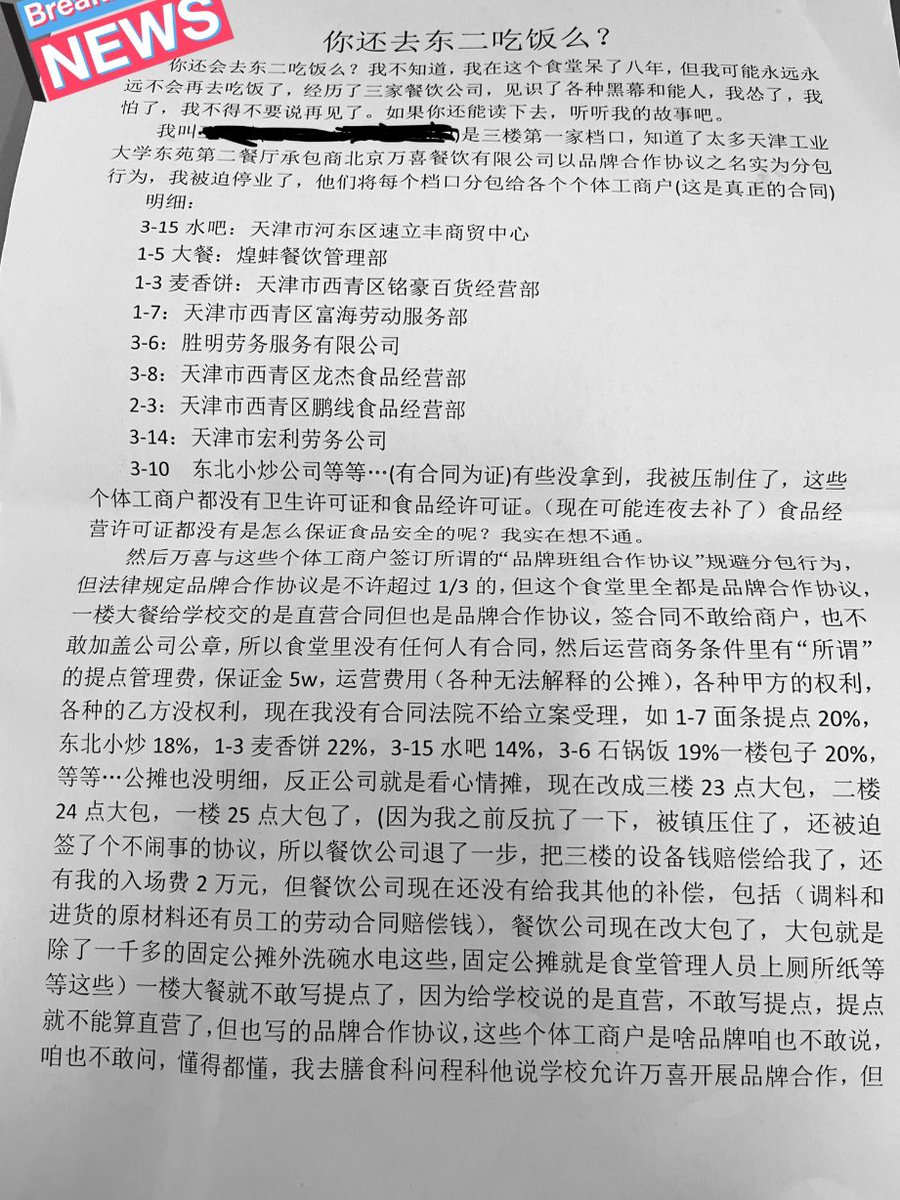 Breaki
NEWS
你还去东二吃饭么？
你还会去东二吃饭么？我不知道，我在这个食堂呆了八年，但我可能永远永
远不会再去吃饭了，经历了三家餐饮公司，见识了各种黑幕和能人，我怂了，我
怕了，我不得不要说再见了。如果你还能读下去，听听我的故事吧。
我叫 )是三楼第一家档口，知道了太多天津工业
大学东苑第二餐厅承包商北京万喜餐饮有限公司以品牌合作协议之名实为分包
行为，我被迫停业了，他们将每个档口分包给各个个体工商户(这是真正的合同)
明细：
3-15 水吧：天津市河东区速立丰商贸中心
1-5 大餐：煌蚌餐饮管理部
1-3 麦香饼：天津市西青区铭豪百货经营部
1-7：天津市西青区富海劳动服务部
3-6：胜明劳务服务有限公司
3-8：天津市西青区龙杰食品经营部
2-3：天津市西青区鹏线食品经营部
3-14：天津市宏利劳务公司
3-10 东北小炒公司等等…(有合同为证)有些没拿到，我被压制住了，这些
个体工商户都没有卫生许可证和食品经许可证。（现在可能连夜去补了）食品经
营许可证都没有是怎么保证食品安全的呢？我实在想不通。
然后万喜与这些个体工商户签订所谓的“品牌班组合作协议”规避分包行为，
但法律规定品牌合作协议是不许超过 1/3 的，但这个食堂里全都是品牌合作协议，
一楼大餐给学校交的是直营合同但也是品牌合作协议，签合同不敢给商户，也不
敢加盖公司公章，所以食堂里没有任何人有合同，然后运营商务条件里有“所谓”
的提点管理费，保证金 5w，运营费用（各种无法解释的公摊），各种甲方的权利，
各种的乙方没权利，现在我没有合同法院不给立案受理，如 1-7 面条提点 20%，
东北小炒 18%，1-3 麦香饼 22%，3-15 水吧 14%，3-6 石锅饭 19%一楼包子 20%，
等等…公摊也没明细，反正公司就是看心情摊，现在改成三楼 23 点大包，二楼
24 点大包，一楼 25 点大包了，(因为我之前反抗了一下，被镇压住了，还被迫
签了个不闹事的协议，所以餐饮公司退了一步，把三楼的设备钱赔偿给我了，还
有我的入场费 2 万元，但餐饮公司现在还没有给我其他的补偿，包括（调料和
进货的原材料还有员工的劳动合同赔偿钱），餐饮公司现在改大包了，大包就是
除了一千多的固定公摊外洗碗水电这些，固定公摊就是食堂管理人员上厕所纸等
等这些）一楼大餐就不敢写提点了，因为给学校说的是直营，不敢写提点，提点
就不能算直营了，但也写的品牌合作协议，这些个体工商户是啥品牌咱也不敢说，
咱也不敢问，懂得都懂，我去膳食科问程科他说学校允许万喜开展品牌合作，但